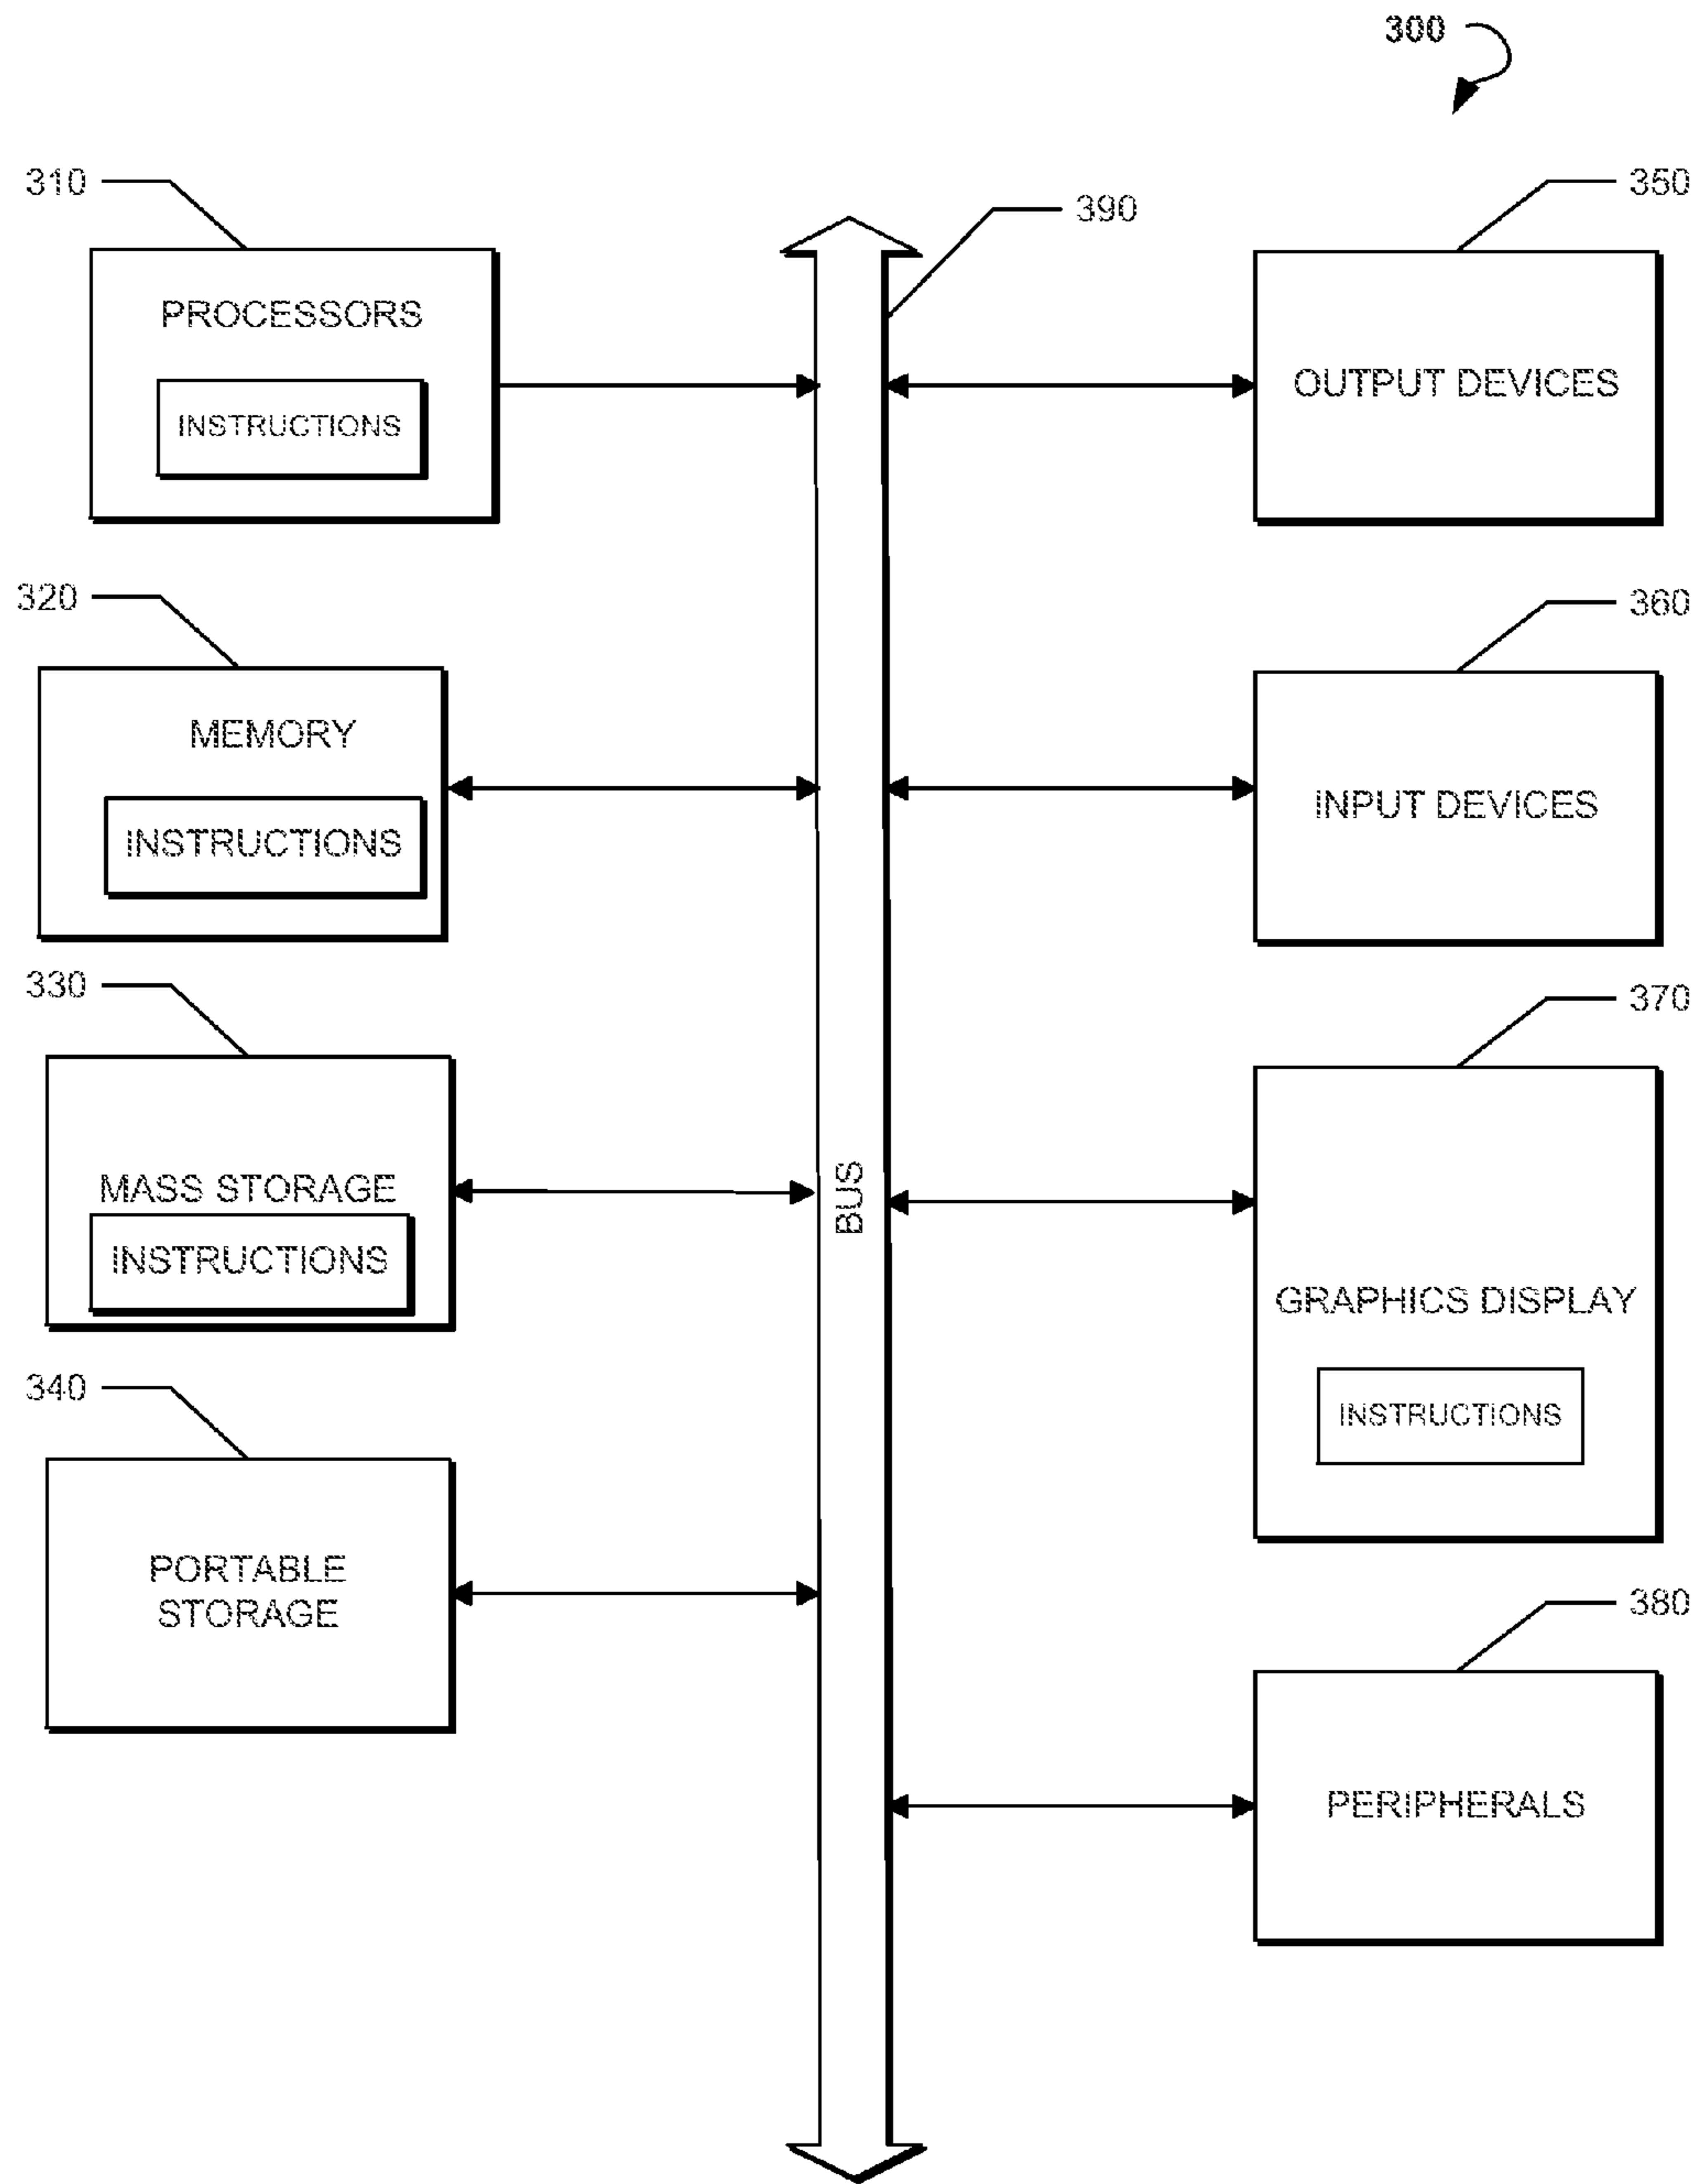 300
310
390
350
PROCESSORS
INSTRUCTIONS
OUTPUT DEVICES
320
360
MEMORY
INSTRUCTIONS
INPUT DEVICES
330
370
MASS STORAGE
INSTRUCTIONS
BUS
GRAPHICS DISPLAY
INSTRUCTIONS
340
PORTABLE
STORAGE
380
PERIPHERALS